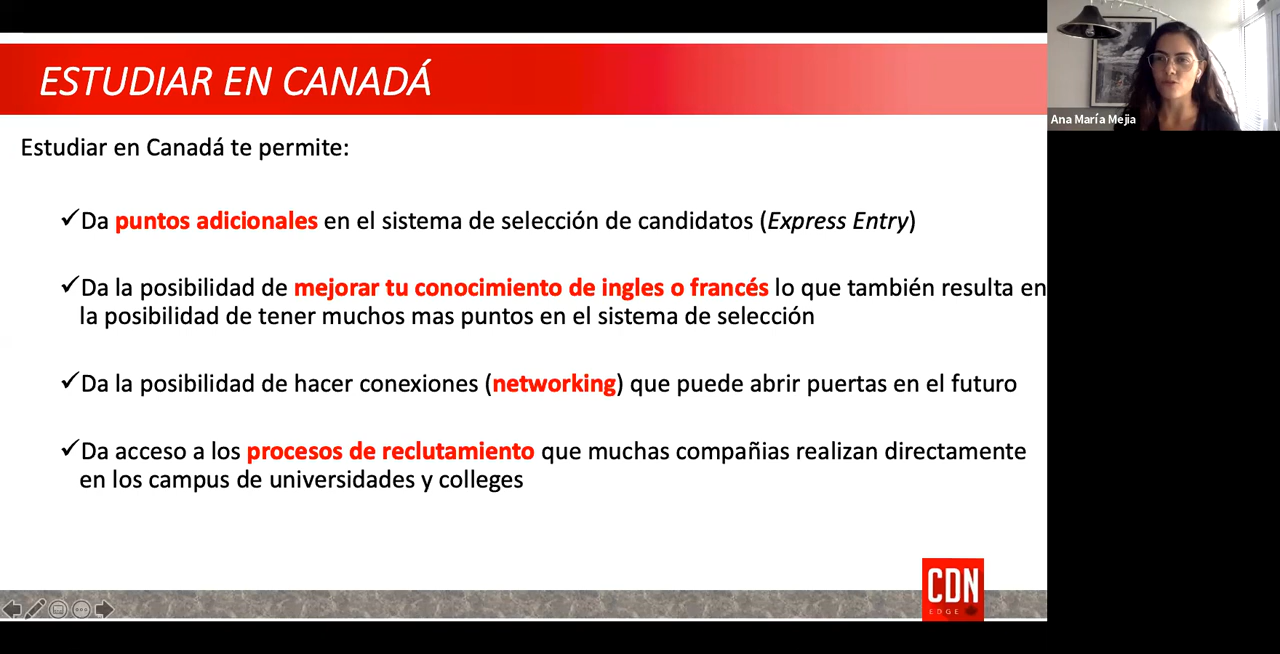 ESTUDIAR EN CANADÁ
Ana María Mejia
Estudiar en Canadá te permite:
✓Da puntos adicionales en el sistema de selección de candidatos (Express Entry)
✓Da la posibilidad de mejorar tu conocimiento de ingles o francés lo que también resulta en
la posibilidad de tener muchos mas puntos en el sistema de selección
✓Da la posibilidad de hacer conexiones (networking) que puede abrir puertas en el futuro
✓Da acceso a los procesos de reclutamiento que muchas compañias realizan directamente
en los campus de universidades y colleges
CDN
EDGE